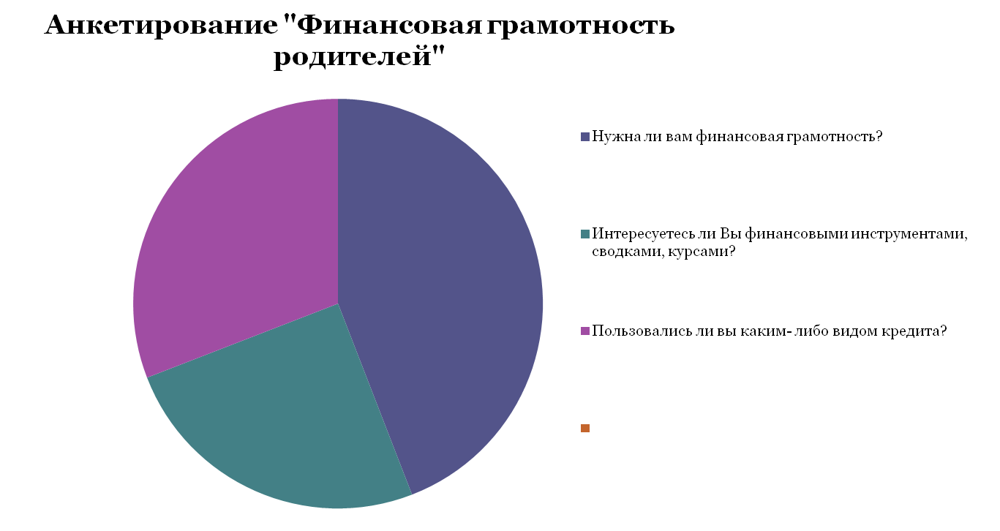 Анкетирование "Финансовая грамотность
родителей"
Нужна ли вам финансовая грамотность?
Интересуетесь ли Вы финансовыми инструментами,
сводками, курсами?
Пользовались ли вы каким- либо видом кредита?